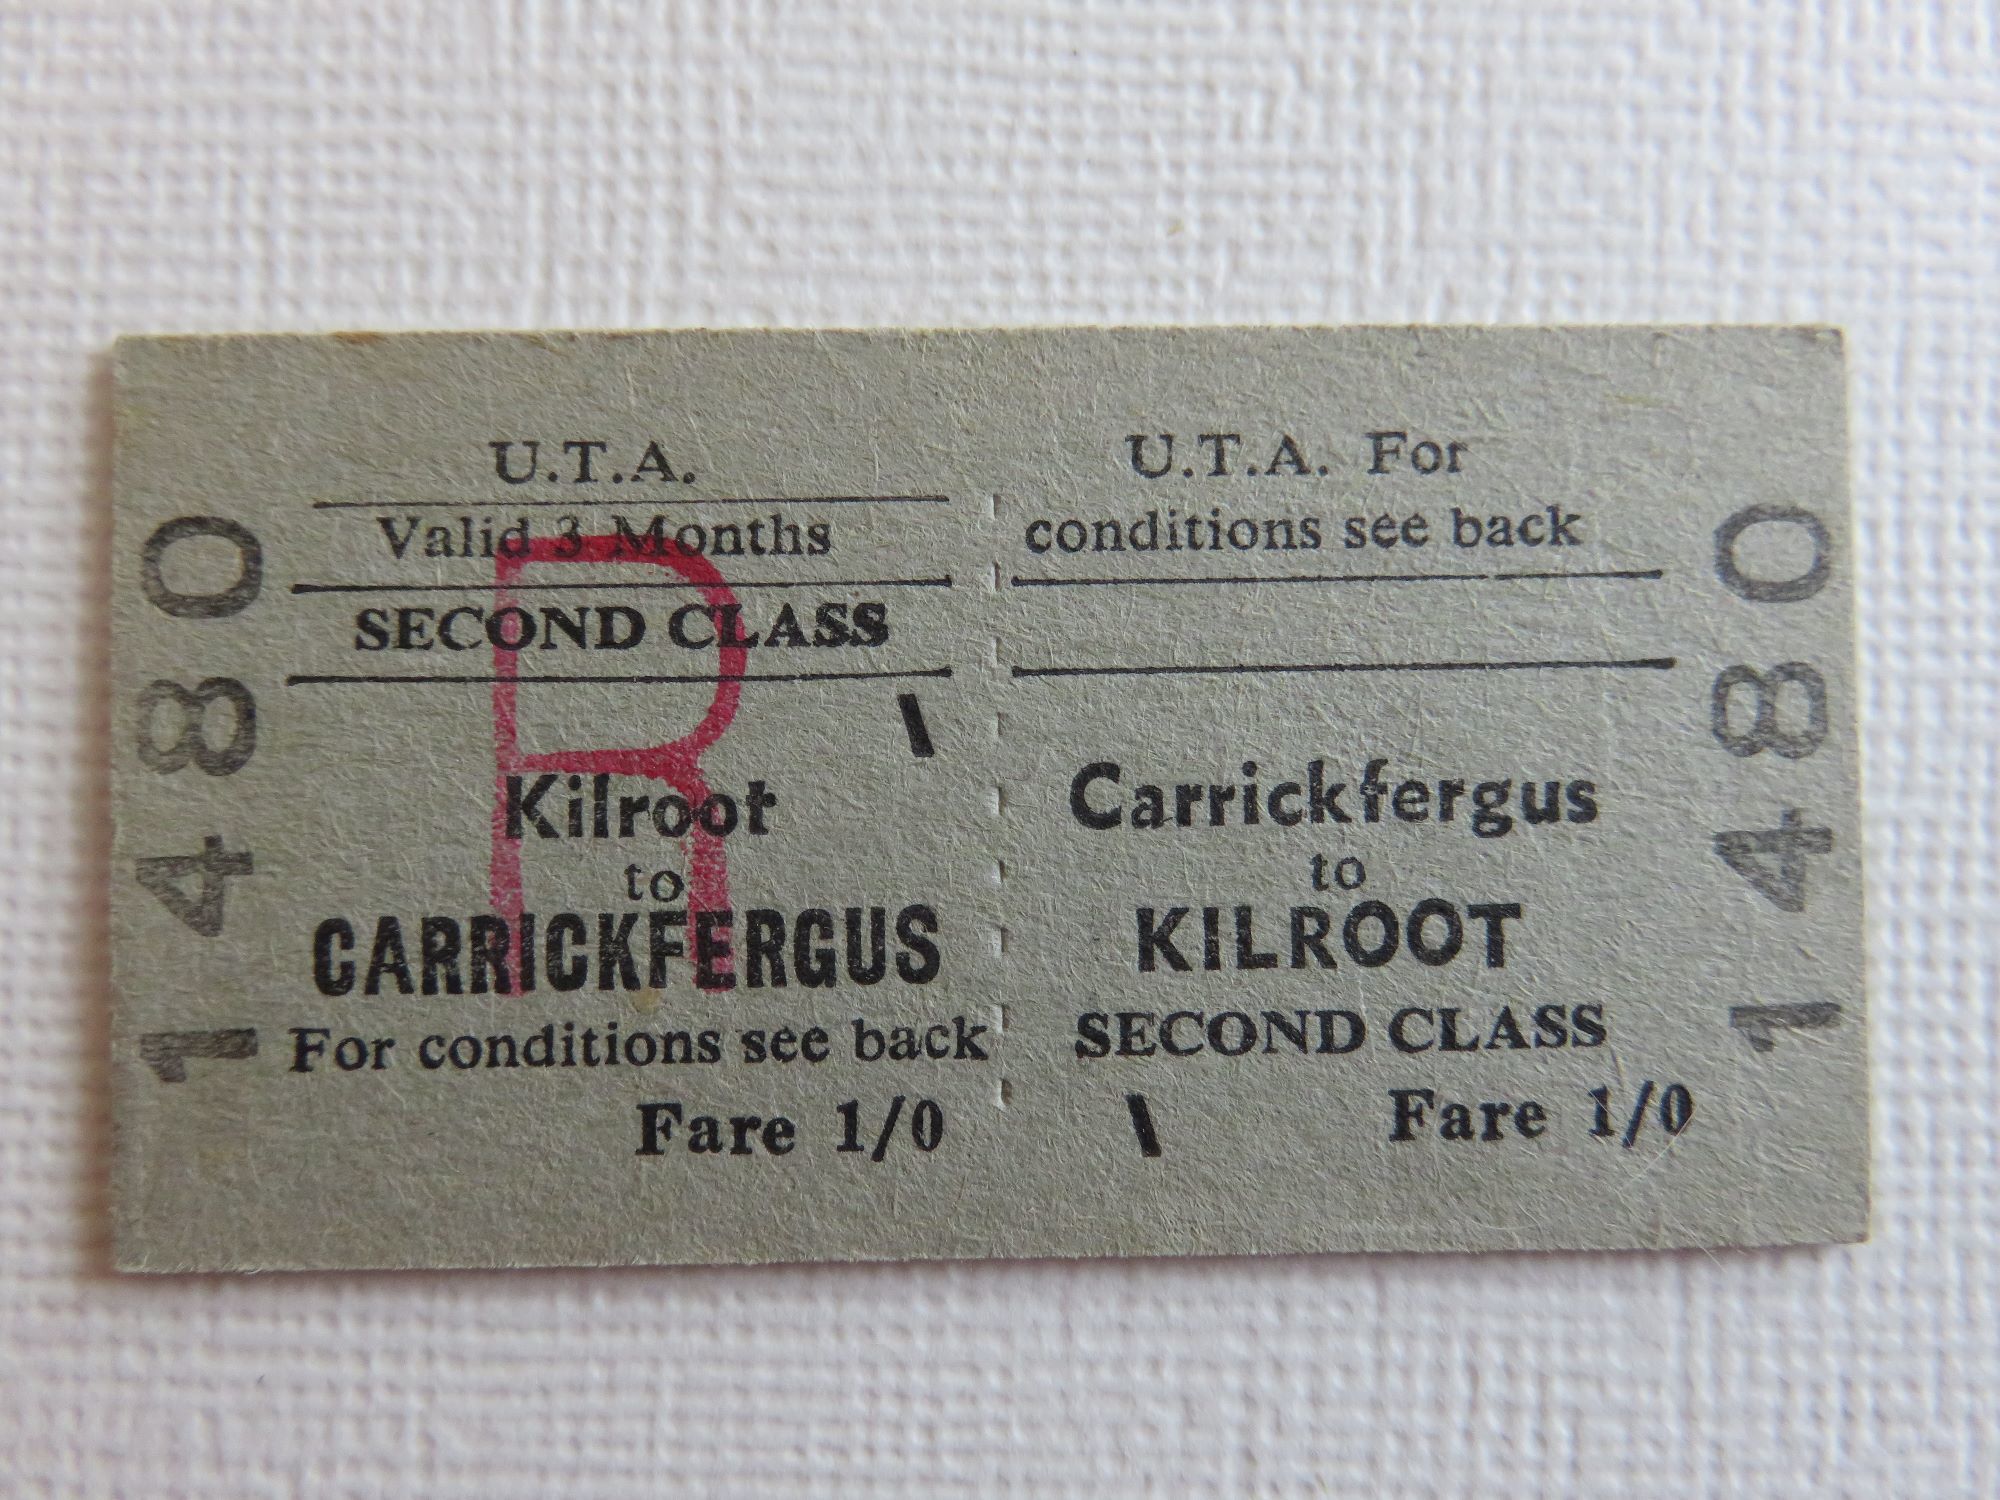 U.T.A.
Valid 3 Months
SECOND CLASS
R
Kilroot
to
CARRICKFERGUS
For conditions see back
Fare 1/0
1480
U.T.A. For
conditions see back
Carrickfergus
to
KILROOT
SECOND CLASS
Fare 1/0
1480